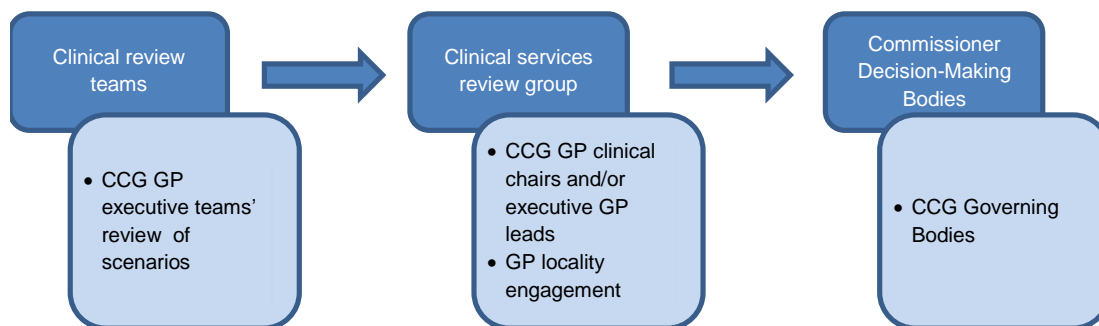 Clinical review
teams
• CCG GP
executive teams’
review of
scenarios
Clinical services
review group
• CCG GP clinical
chairs and/or
executive GP
leads
• GP locality
engagement
Commissioner
Decision-Making
Bodies
• CCG Governing
Bodies